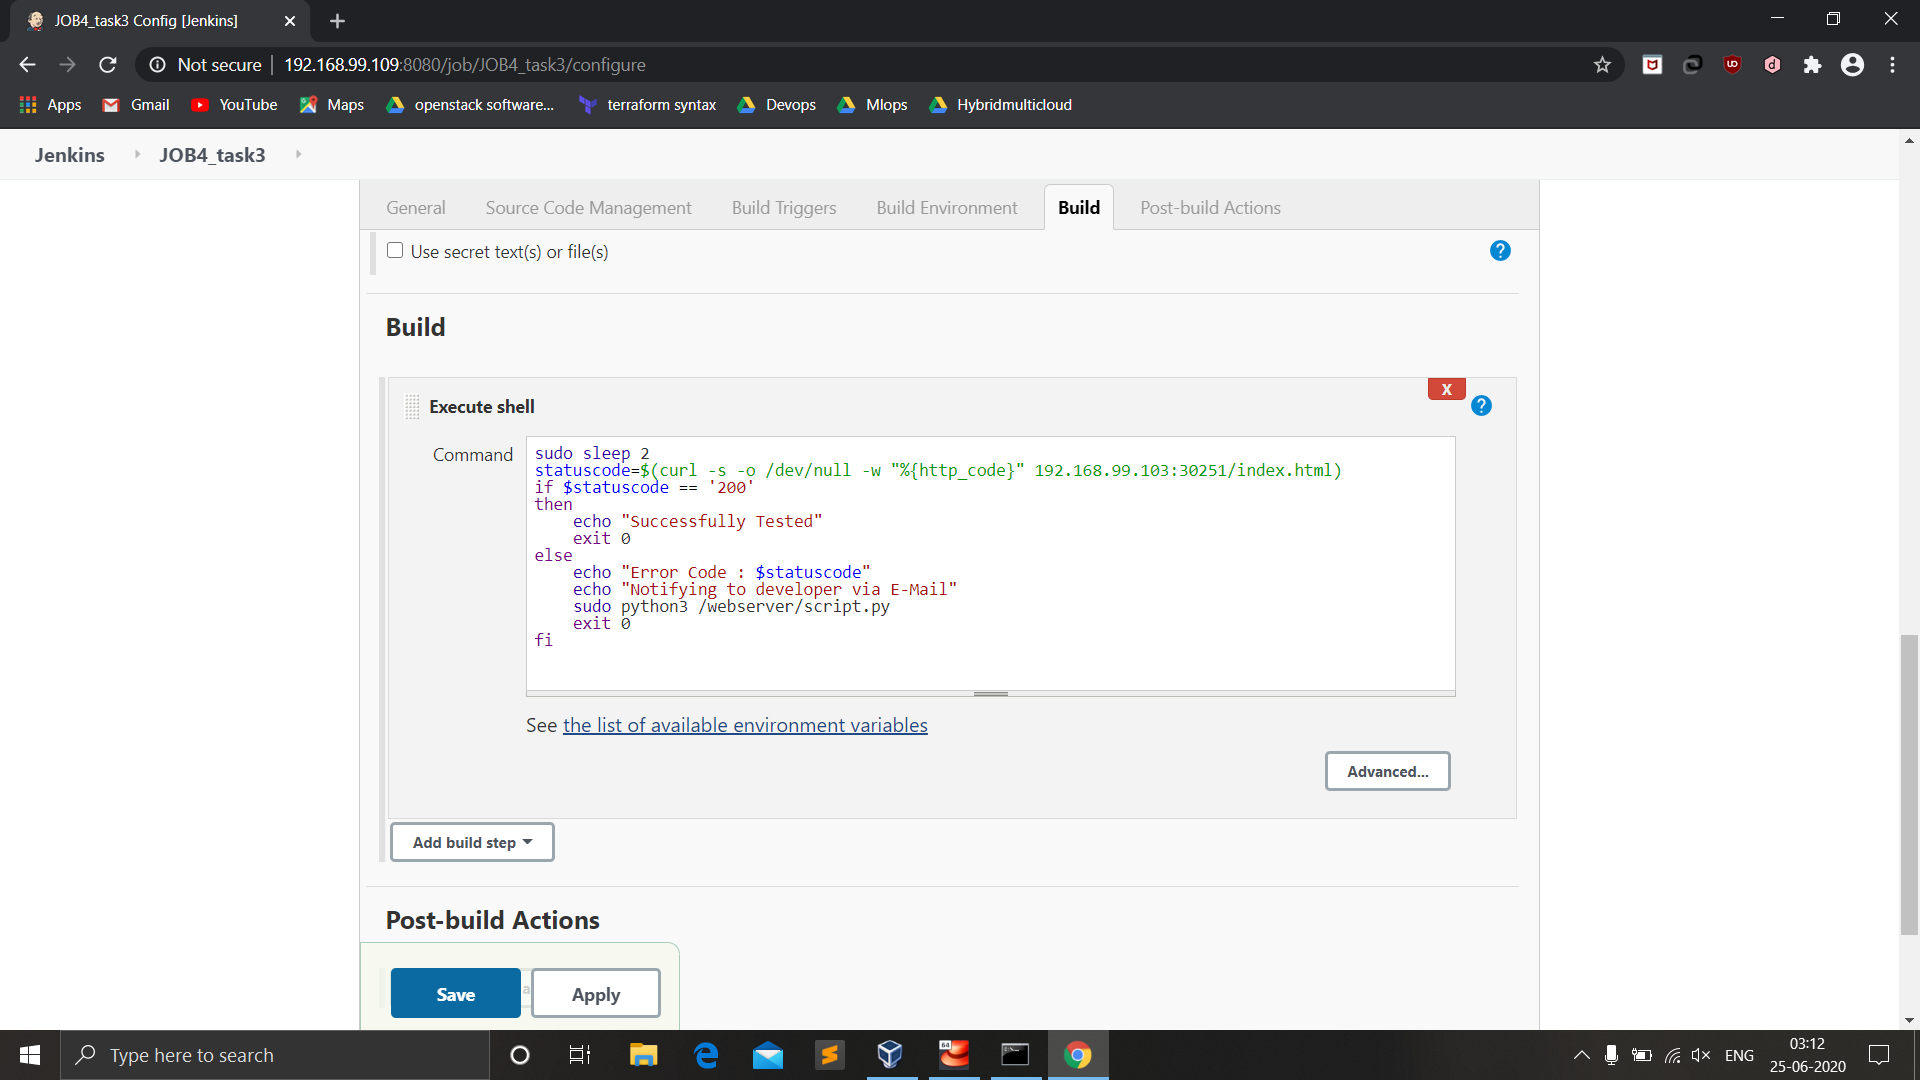 JOB4_task3 Config [Jenkins]
Not secure 192.168.99.109:8080/job/JOB4_task3/configure
Apps Gmail YouTube Maps openstack software... terraform syntax Devops Mlops Hybridmulticloud
Jenkins JOB4_task3
General Source Code Management Build Triggers Build Environment Build Post-build Actions
Use secret text(s) or file(s) ?
Build
X
Execute shell ?
Command
sudo sleep 2
statuscode=$(curl -s -o /dev/null -w "%{http_code}" 192.168.99.103:30251/index.html)
if $statuscode == '200'
then
    echo "Successfully Tested"
    exit 0
else
    echo "Error Code : $statuscode"
    echo "Notifying to developer via E-Mail"
    sudo python3 /webserver/script.py
    exit 0
fi
See the list of available environment variables
Advanced...
Add build step
Post-build Actions
Save Apply
Type here to search
64
ENG
03:12
25-06-2020